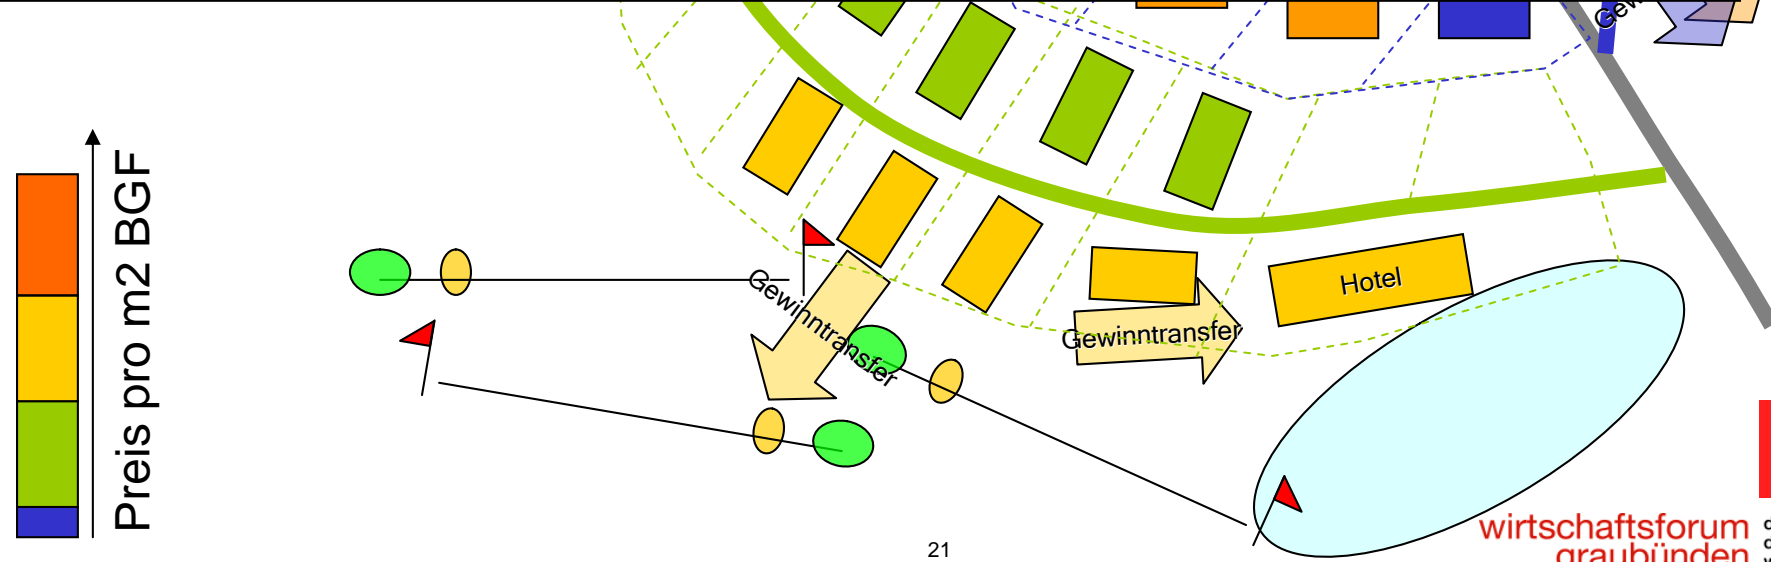 Preis pro m2 BGF
Hotel
Gewinntransfer
Gewinntransfer
21
wirtschaftsforum
graubünden